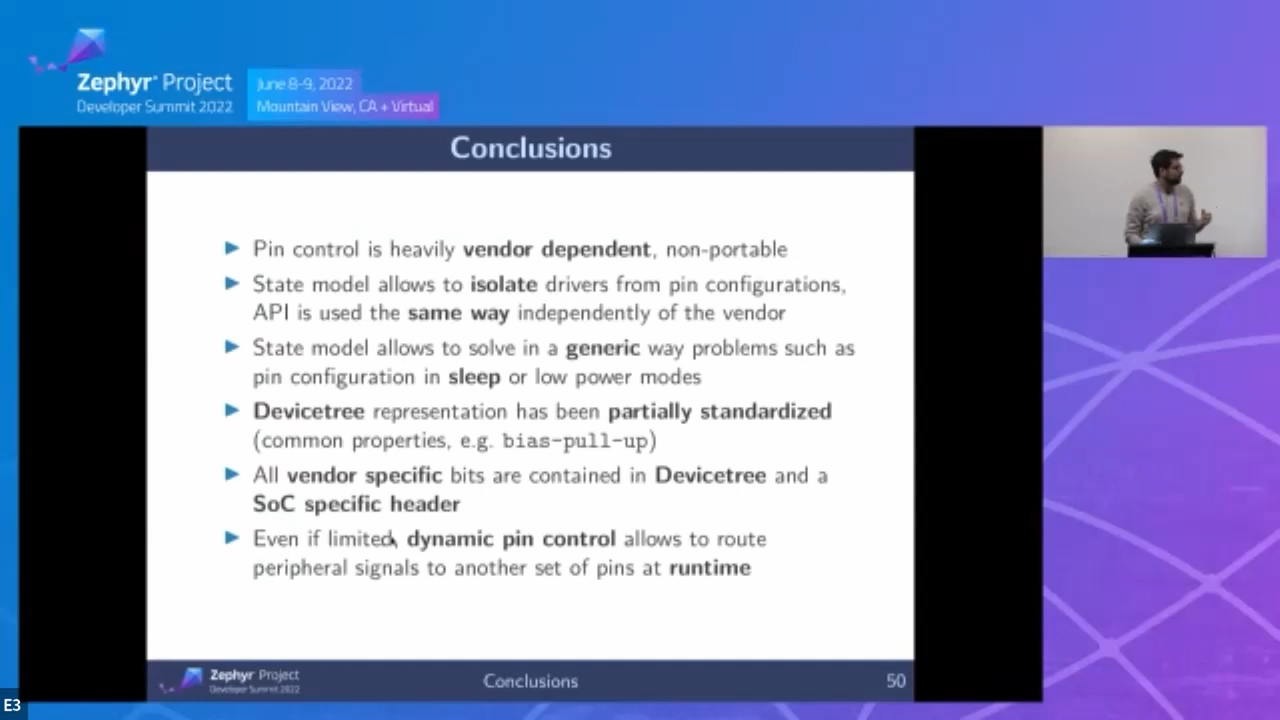 Zephyr® Project
Developer Summit 2022
June 8-9, 2022
Mountain View, CA + Virtual
Conclusions
Pin control is heavily vendor dependent, non-portable
State model allows to isolate drivers from pin configurations,
API is used the same way independently of the vendor
State model allows to solve in a generic way problems such as
pin configuration in sleep or low power modes
Devicetree representation has been partially standardized
(common properties, e.g. bias-pull-up)
All vendor specific bits are contained in Devicetree and a
SoC specific header
Even if limited, dynamic pin control allows to route
peripheral signals to another set of pins at runtime
Zephyr Project
Developer Summit 2022
Conclusions
50
E3